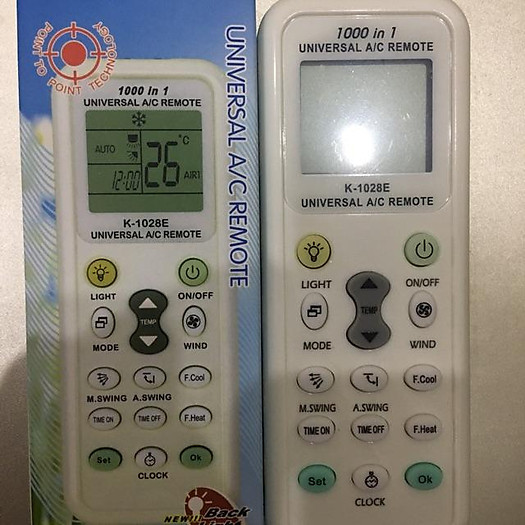 POINT TO POINT TECHNOLOGY
UNIVERSAL A/C REMOTE
1000 in 1
UNIVERSAL A/C REMOTE
AUTO
26 °C
12:00
AIR1
K-1028E
UNIVERSAL A/C REMOTE
LIGHT
ON/OFF
TEMP
MODE
WIND
F.Cool
M.SWING
A.SWING
TIME ON
TIME OFF
F.Heat
Set
Ok
CLOCK
NEW!!!
Back
1000 in 1
UNIVERSAL A/C REMOTE
K-1028E
UNIVERSAL A/C REMOTE
LIGHT
ON/OFF
TEMP
MODE
WIND
F.Cool
M.SWING
A.SWING
TIME ON
TIME OFF
F.Heat
Set
Ok
CLOCK